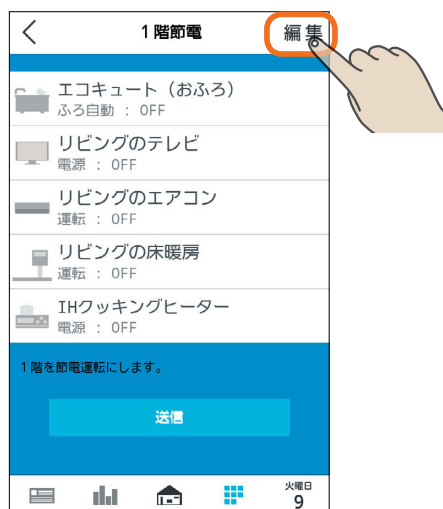 1階節電
編集
エコキュート（おふろ）
ふろ自動 : OFF
リビングのテレビ
電源 : OFF
リビングのエアコン
運転 : OFF
リビングの床暖房
運転 : OFF
IHクッキングヒーター
電源 : OFF
1階を節電運転にします。
送信
火曜日
9